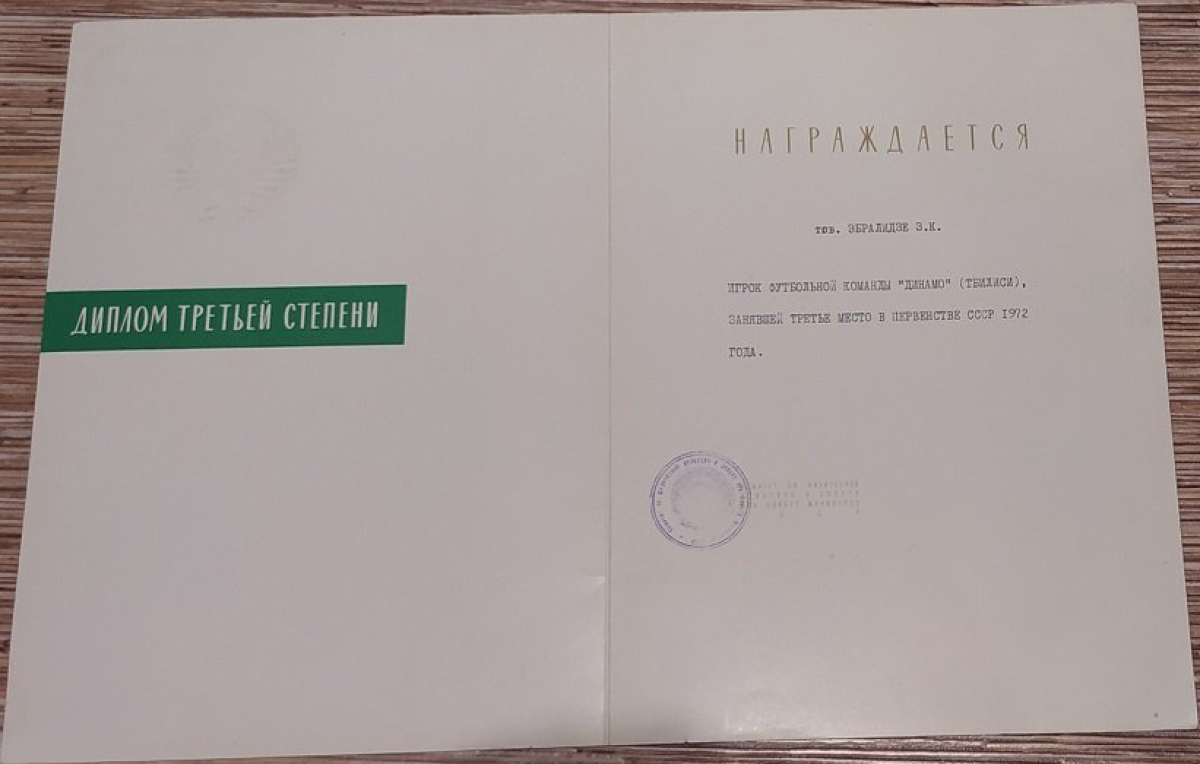 ДИПЛОМ ТРЕТЬЕЙ СТЕПЕНИ
НАГРАЖДАЕТСЯ
тов. ЭБРАЛИДЗЕ З.К.
ИГРОК ФУТБОЛЬНОЙ КОМАНДЫ "ДИНАМО" (ТБИЛИСИ),
ЗАНЯВШЕЙ ТРЕТЬЕ МЕСТО В ПЕРВЕНСТВЕ СССР 1972
ГОДА.